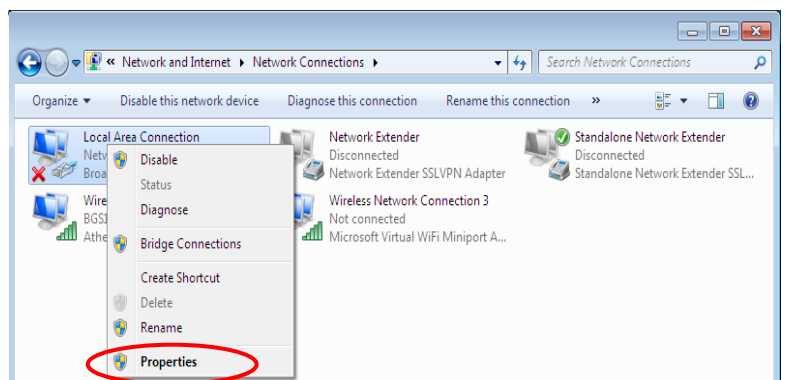 « Network and Internet ▸ Network Connections ▸
Search Network Connections
Organize ▼ Disable this network device Diagnose this connection Rename this connection »
Local Area Connection
Netw
Broa
Network Extender
Disconnected
Network Extender SSLVPN Adapter
Standalone Network Extender
Disconnected
Standalone Network Extender SSL...
Wire
BGS1
Athe
Wireless Network Connection 3
Not connected
Microsoft Virtual WiFi Miniport A...
Disable
Status
Diagnose
Bridge Connections
Create Shortcut
Delete
Rename
Properties